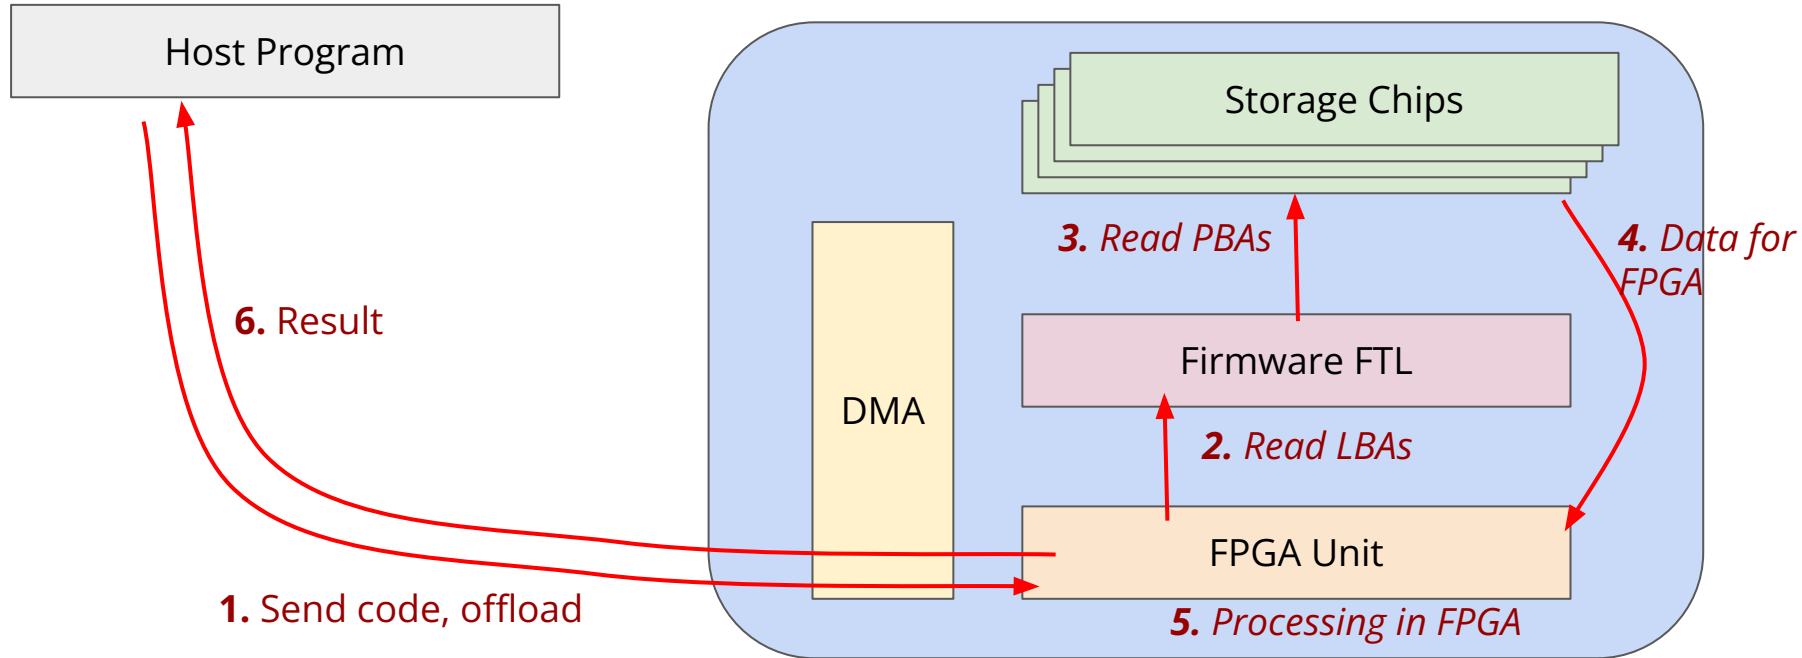 Host Program
Storage Chips
3. Read PBAs
4. Data for
FPGA
6. Result
Firmware FTL
DMA
2. Read LBAs
FPGA Unit
1. Send code, offload
5. Processing in FPGA